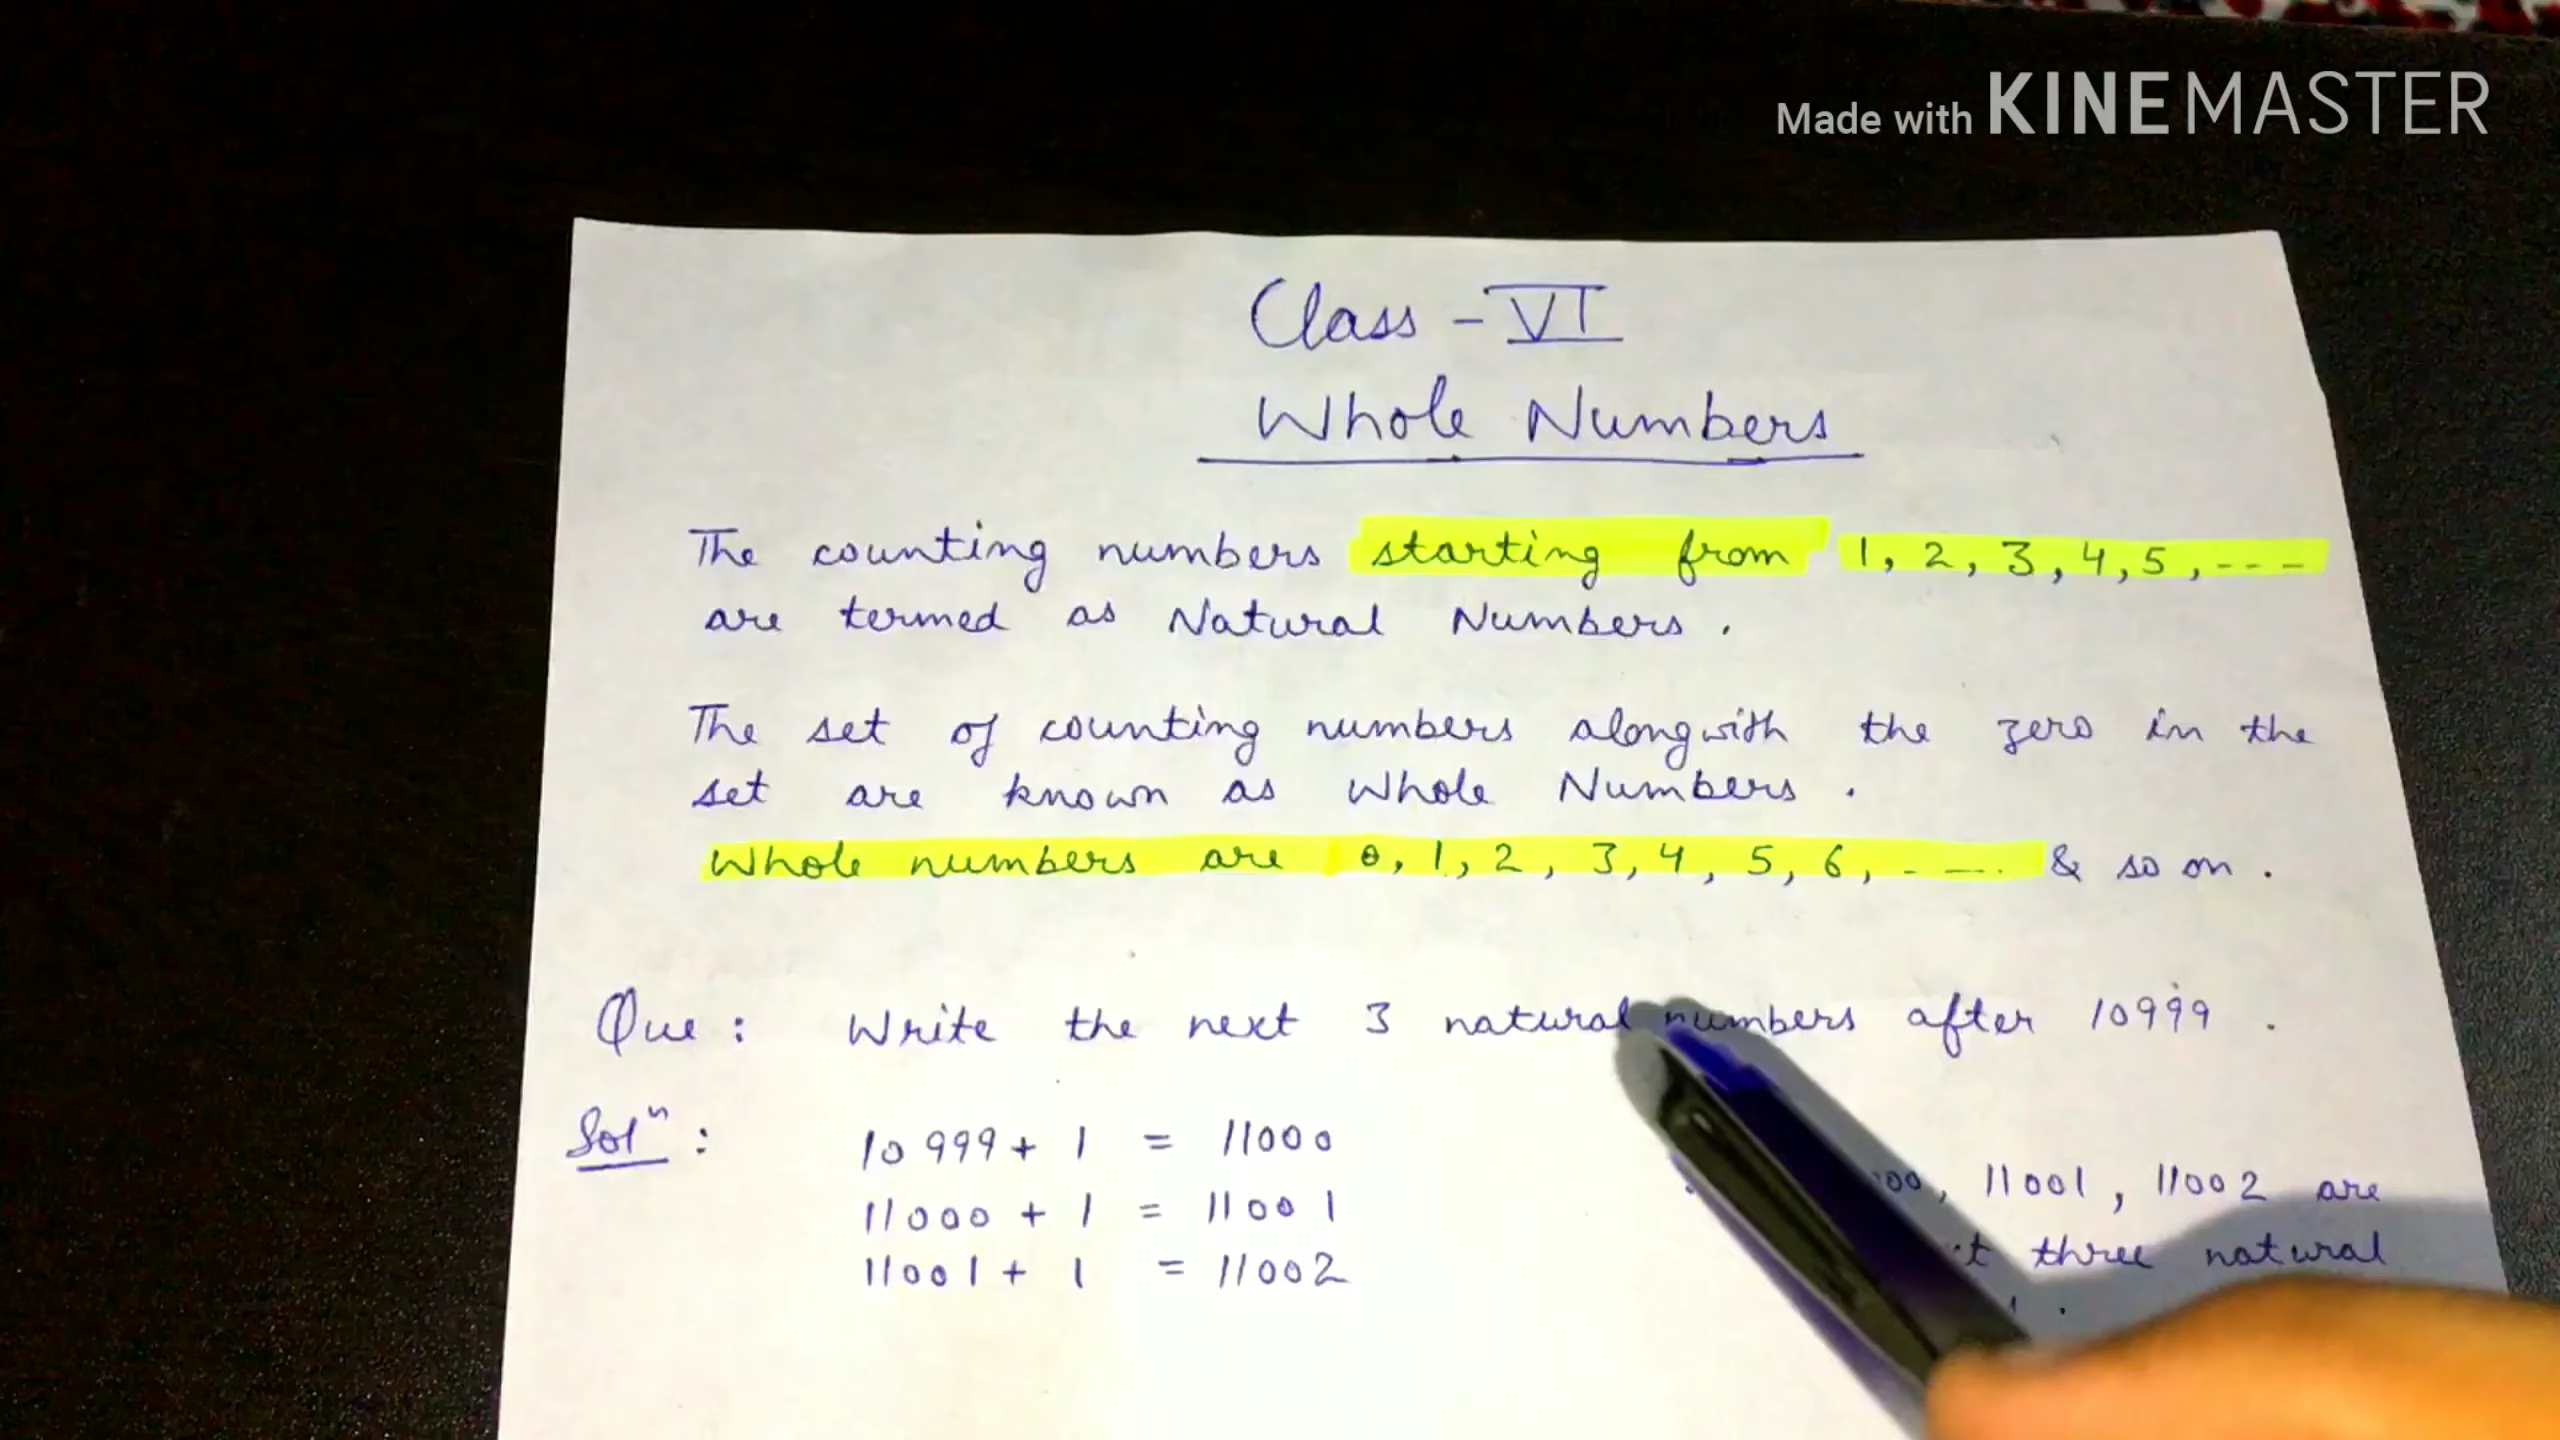 Made with KINEMASTER
Class - VI
Whole Numbers
The counting numbers starting from 1, 2, 3, 4, 5, ---
are termed as Natural Numbers.
The set of counting numbers alongwith the zero in the
set are known as Whole Numbers.
Whole numbers are 0, 1, 2, 3, 4, 5, 6, - --- & so on.
Que: Write the next 3 natural numbers after 10999.
Solⁿ:
10999 + 1 = 11000
11000 + 1 = 11001
11001 + 1 = 11002
00, 11001, 11002 are
three natural